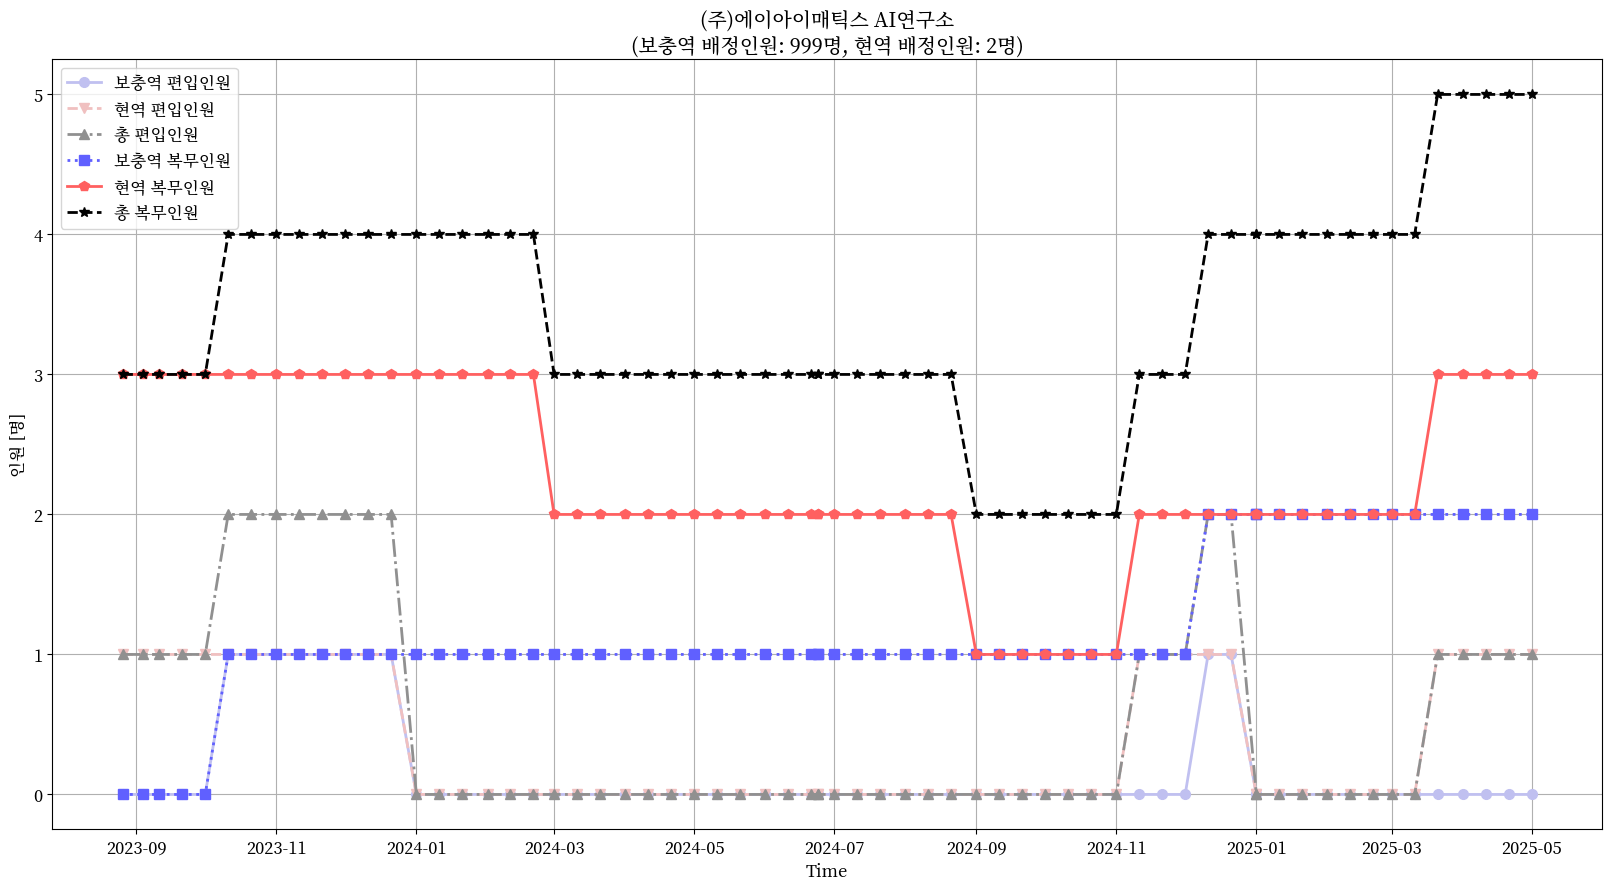 (주)에이아이매틱스 AI연구소
(보충역 배정인원: 999명, 현역 배정인원: 2명)
보충역 편입인원
현역 편입인원
총 편입인원
보충역 복무인원
현역 복무인원
총 복무인원
인원 [명]
5
4
3
2
1
0
2023-09
2023-11
2024-01
2024-03
2024-05
2024-07
2024-09
2024-11
2025-01
2025-03
2025-05
Time